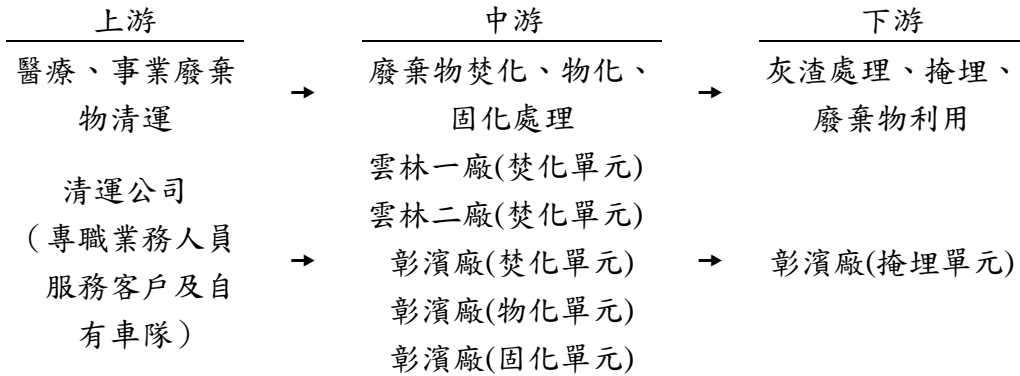 上游
中游
下游
醫療、事業廢棄
物清運
→
廢棄物焚化、物化、
固化處理
→
灰渣處理、掩埋、
廢棄物利用
清運公司
（專職業務人員
服務客戶及自
有車隊）
→
雲林一廠(焚化單元)
雲林二廠(焚化單元)
彰濱廠(焚化單元)
彰濱廠(物化單元)
彰濱廠(固化單元)
→
彰濱廠(掩埋單元)